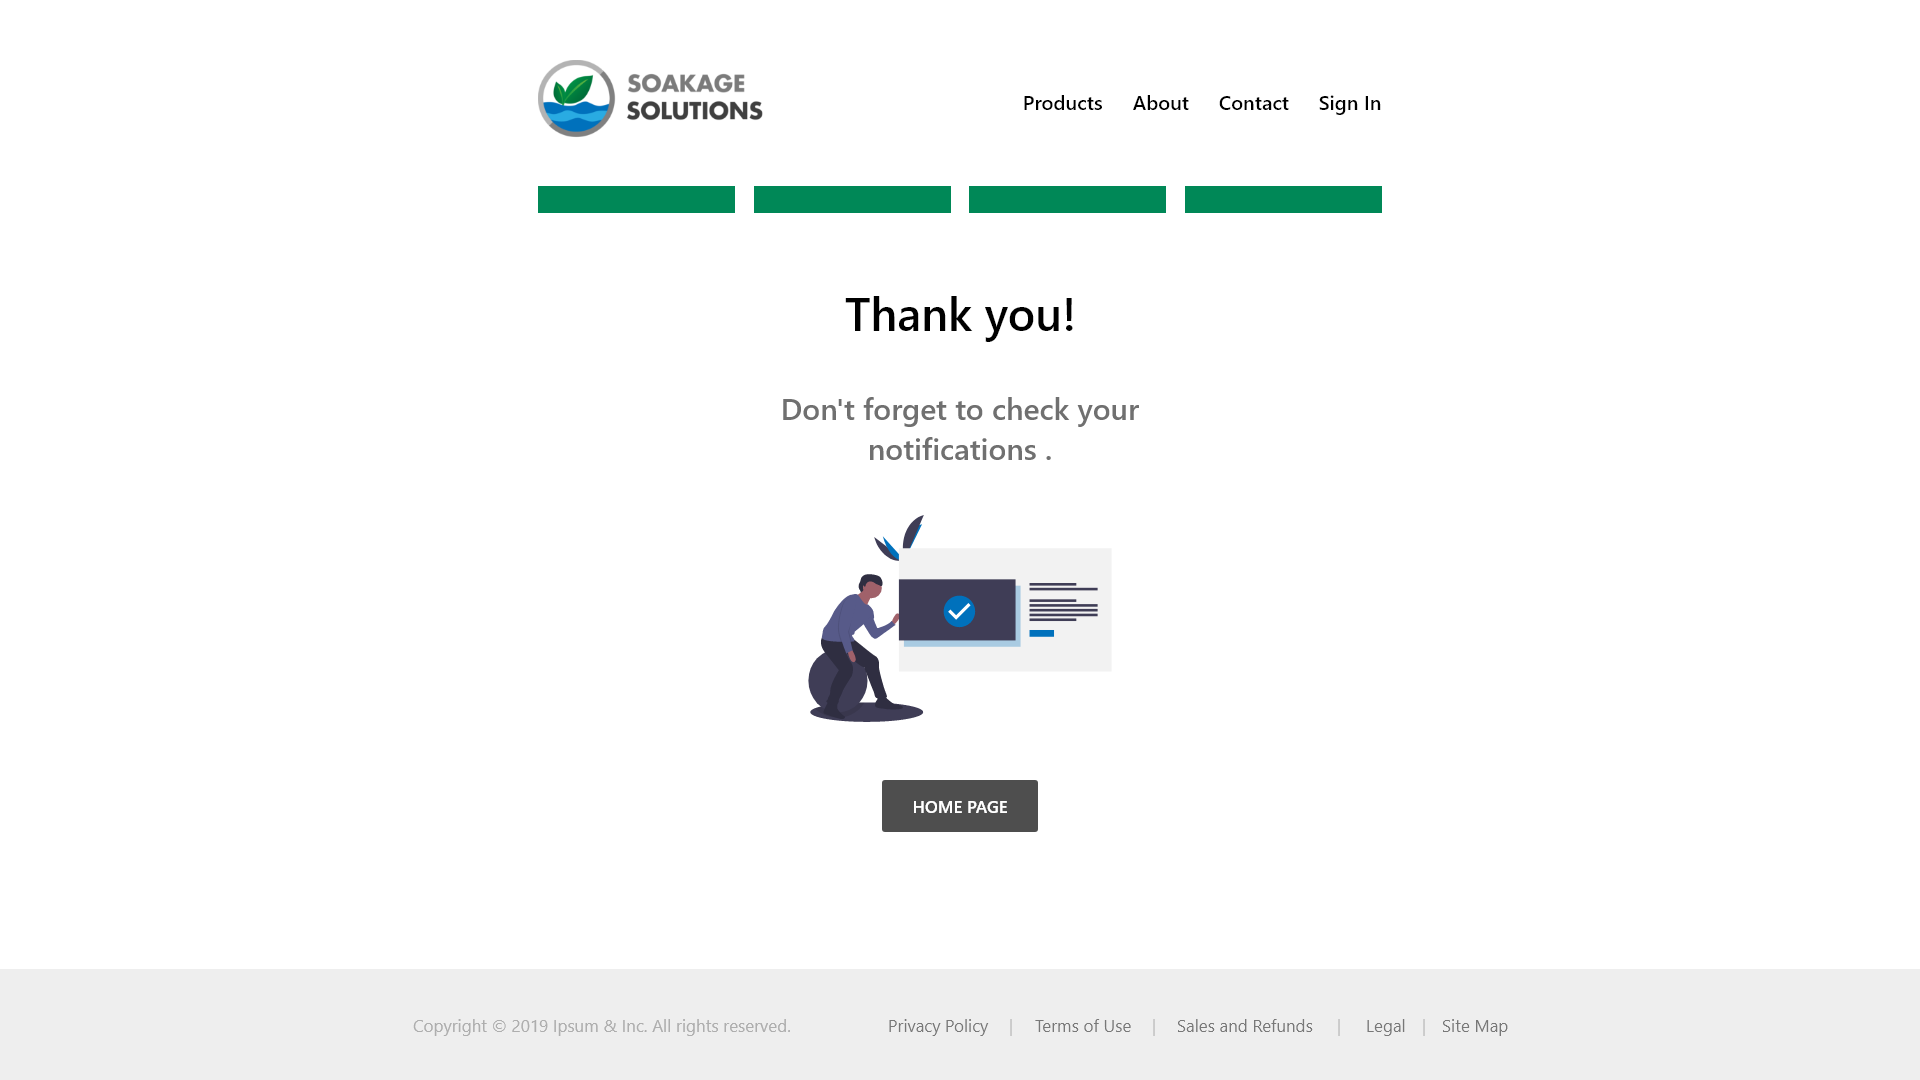 SOAKAGE
SOLUTIONS
Products About Contact Sign In
Thank you!
Don't forget to check your
notifications .
HOME PAGE
Copyright © 2019 Ipsum & Inc. All rights reserved. Privacy Policy | Terms of Use | Sales and Refunds | Legal | Site Map